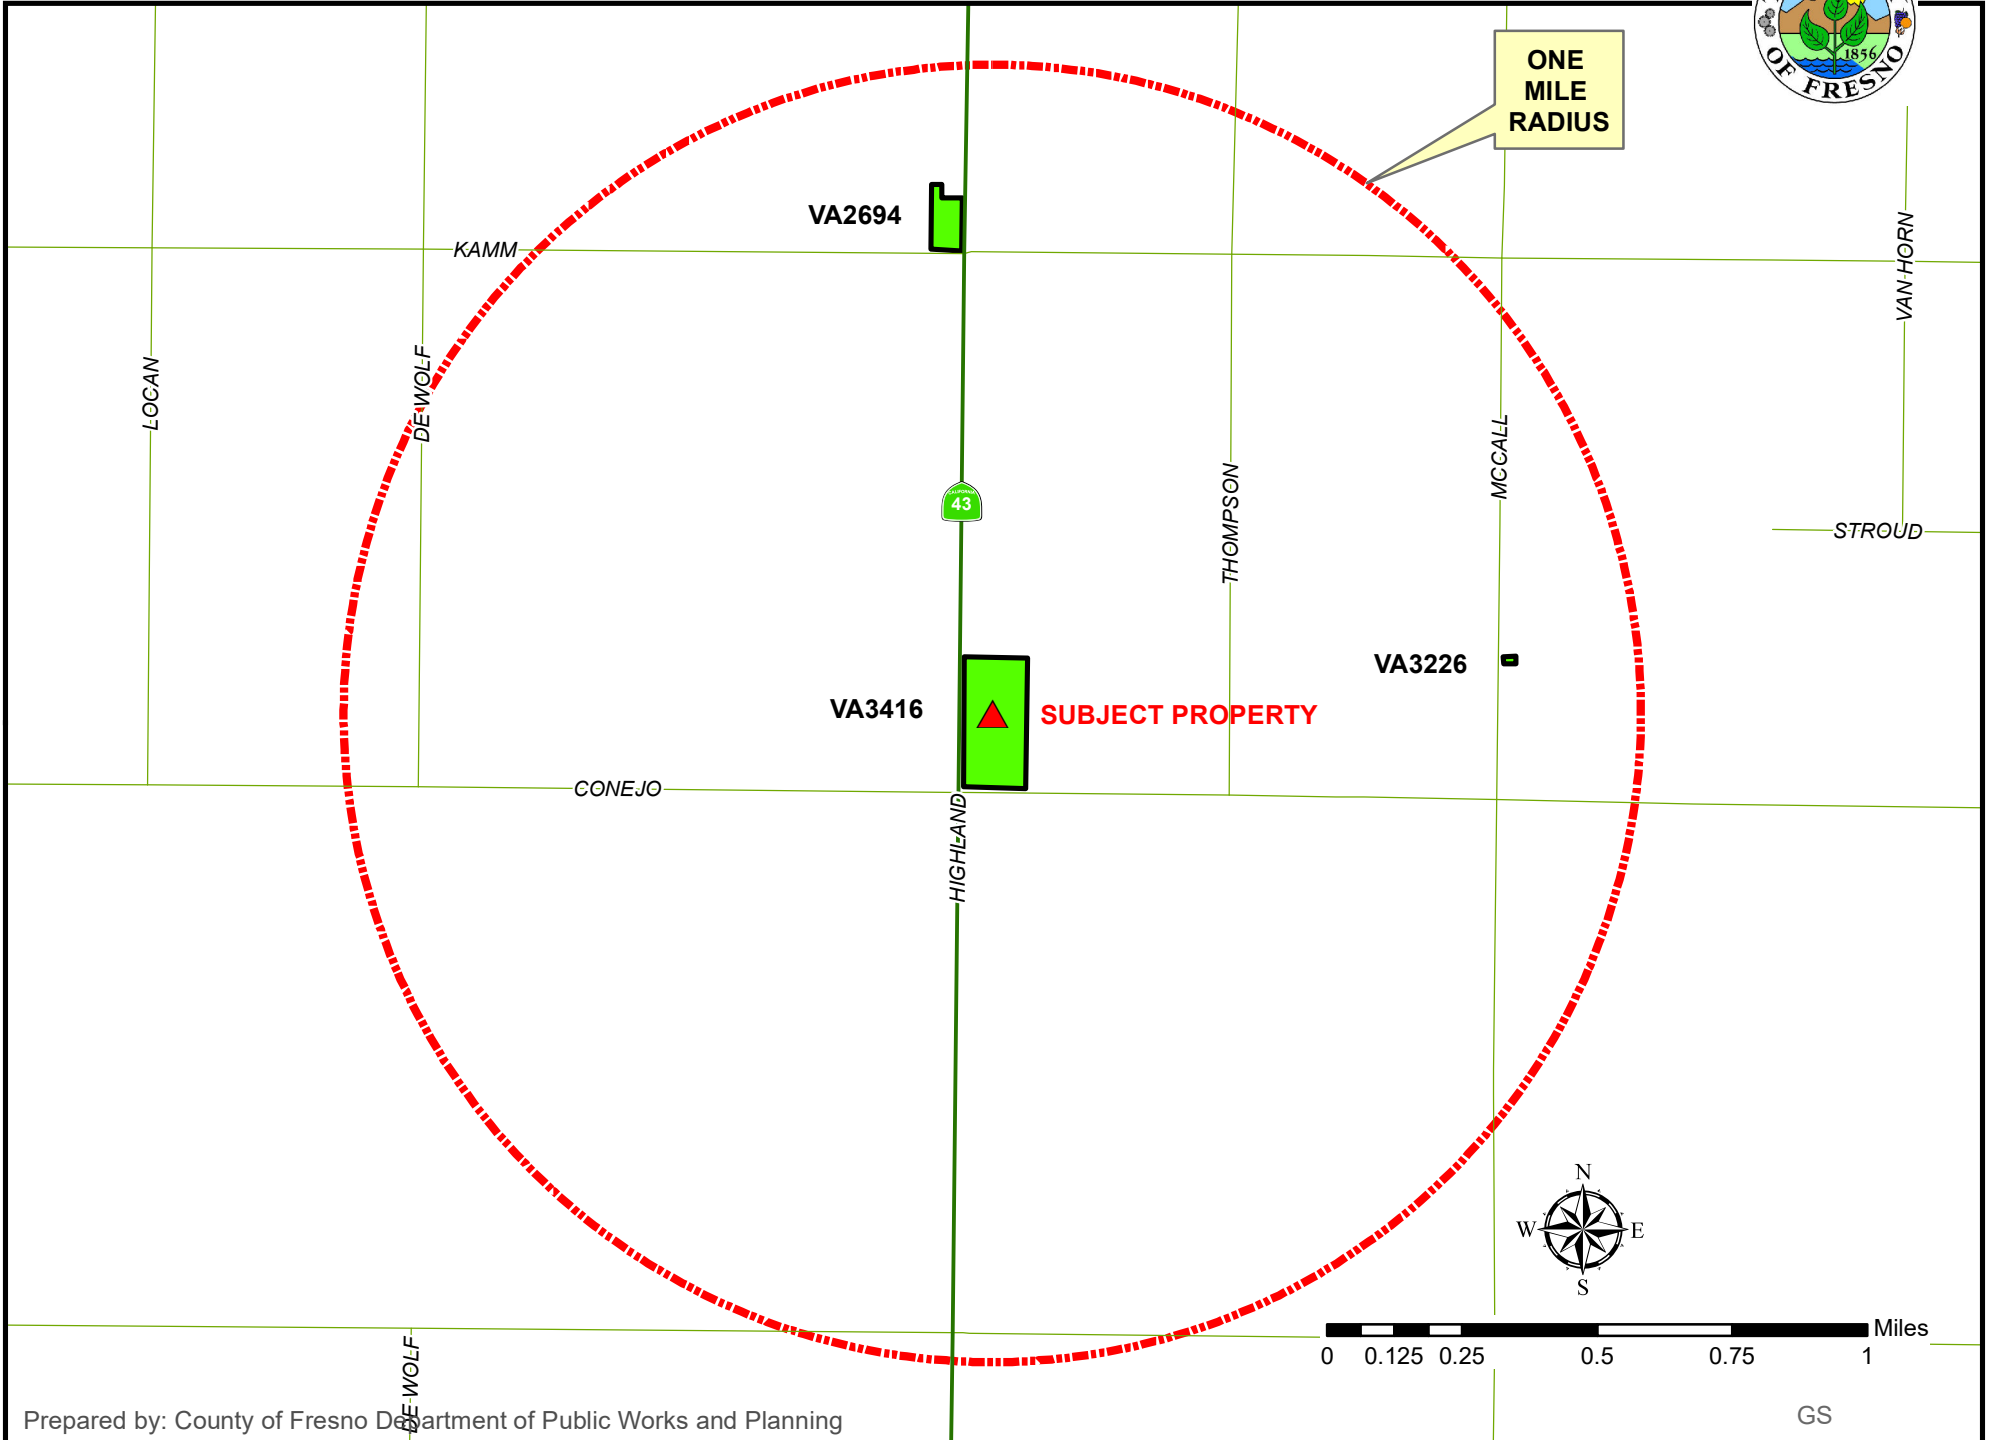 1856
OF FRESNO
ONE
MILE
RADIUS
VA2694
KAMM
VAN HORN
LOCAN
DE WOLF
MCCALL
THOMPSON
CALIFORNIA
43
STROUD
VA3226
VA3416
SUBJECT PROPERTY
CONEJO
HIGHLAND
N
W
E
S
Miles
0 0.125 0.25 0.5 0.75 1
DE WOLF
Prepared by: County of Fresno Department of Public Works and Planning
GS